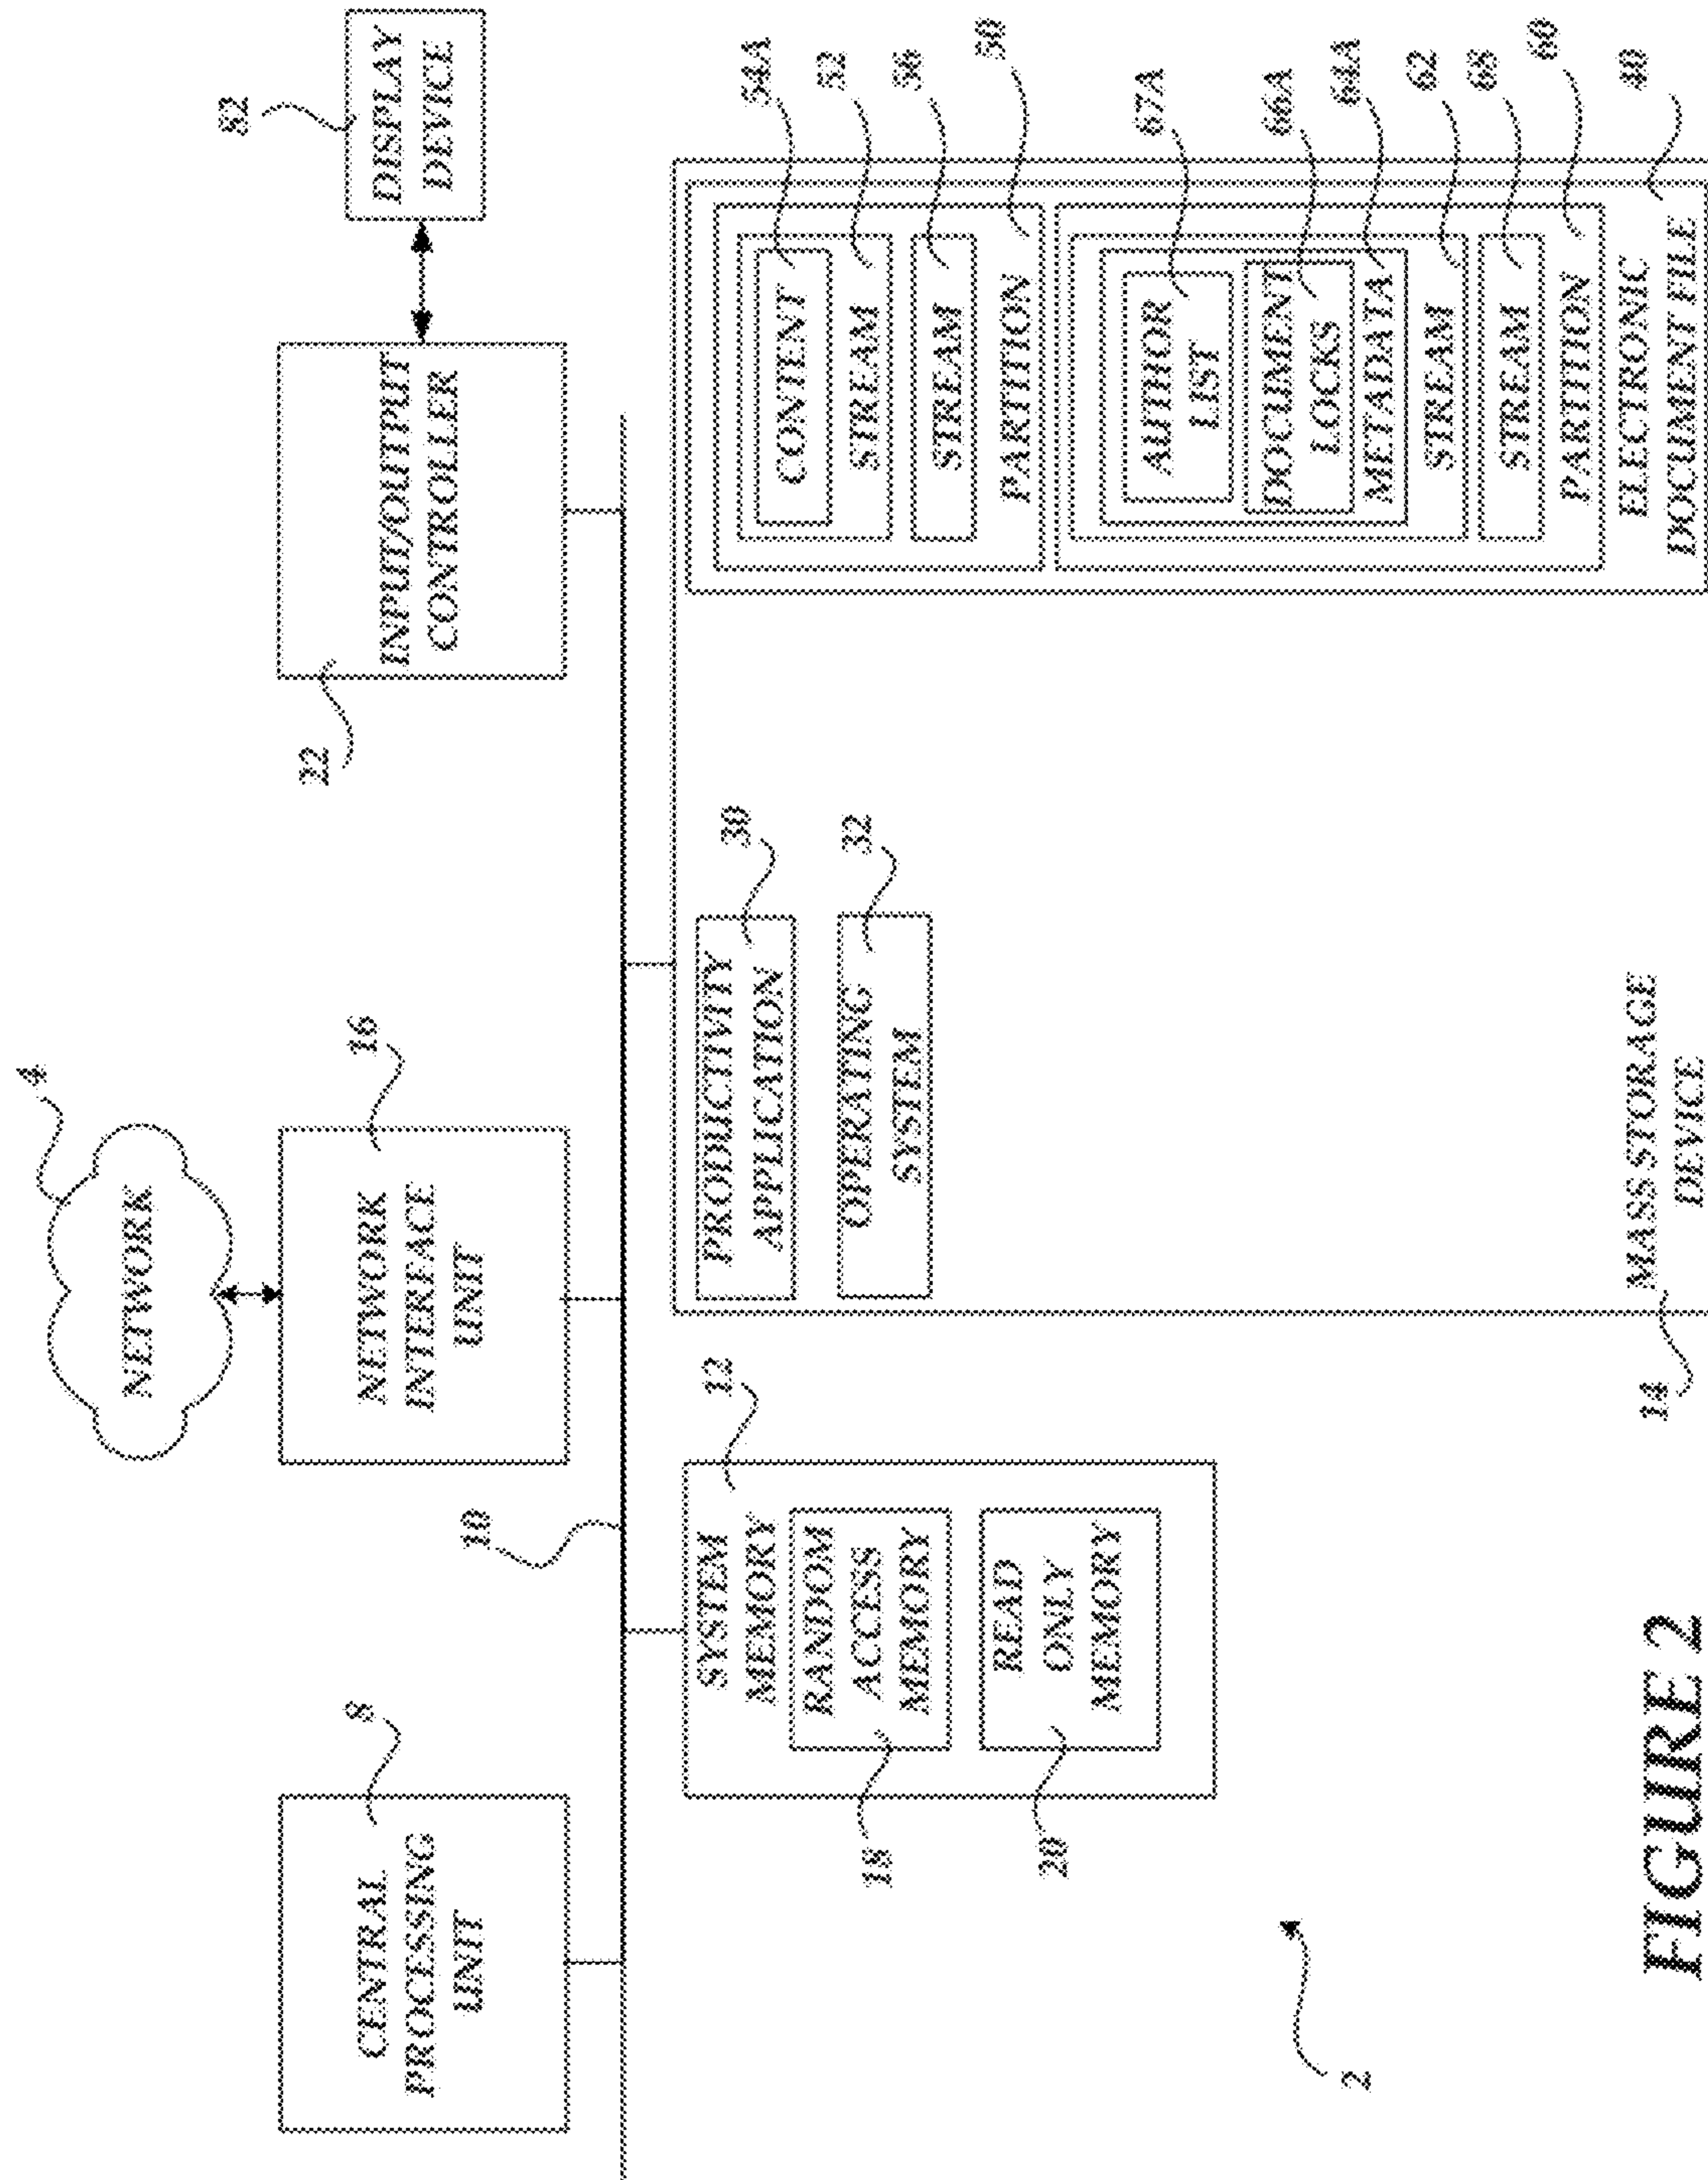 4
NETWORK
82
DISPLAY
DEVICE
8
CENTRAL
PROCESSING
UNIT
16
NETWORK
INTERFACE
UNIT
22
INPUT/OUTPUT
CONTROLLER
10
12
SYSTEM
MEMORY
RANDOM
ACCESS
MEMORY
18
READ
ONLY
MEMORY
20
30
PRODUCTIVITY
APPLICATION
32
OPERATING
SYSTEM
MASS STORAGE
DEVICE
14
CONTENT
54A
STREAM
52
STREAM
56
PARTITION
50
AUTHOR
LIST
67A
DOCUMENT
LOCKS
66A
METADATA
64A
STREAM
62
STREAM
68
PARTITION
60
ELECTRONIC
DOCUMENT FILE
40
2
FIGURE 2